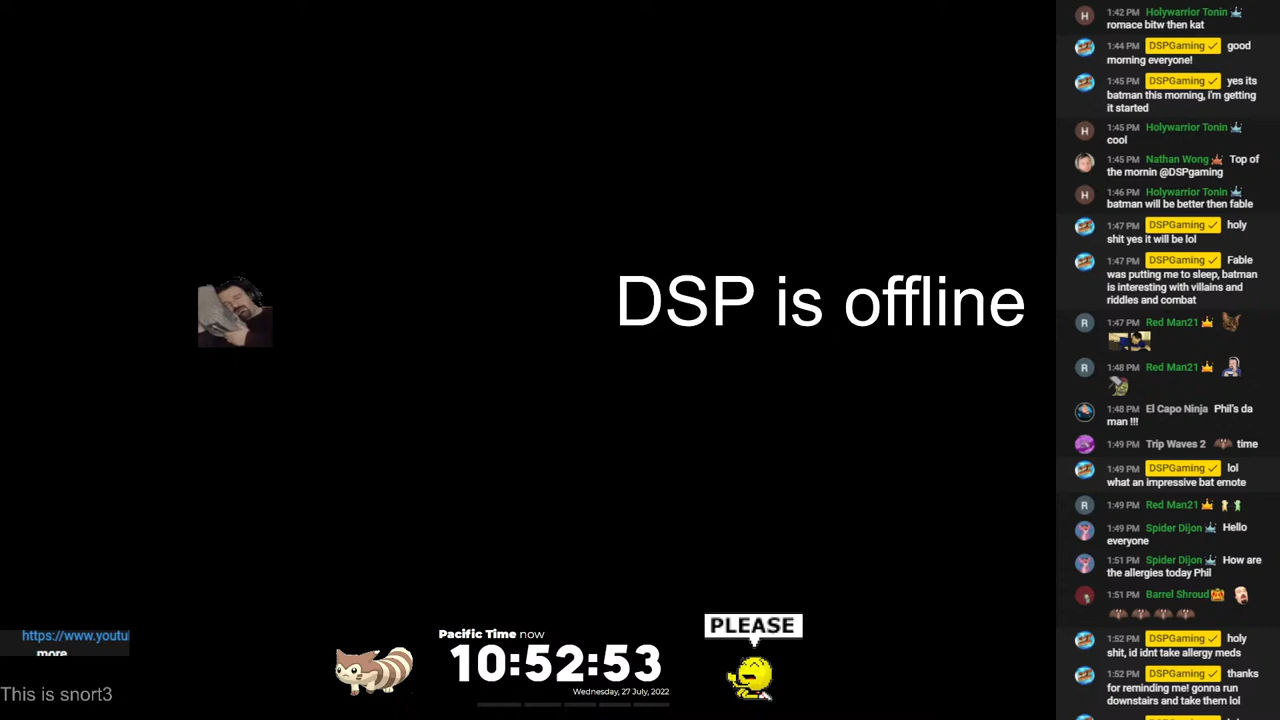 DSP is offline
https://www.youtu
more
This is snort3
Pacific Time now
10:52:53
Wednesday, 27 July, 2022
PLEASE
1:42 PM Holywarrior Tonin
romace bitw then kat
1:44 PM DSPGaming ✓ good
morning everyone!
1:45 PM DSPGaming ✓ yes its
batman this morning, i'm getting
it started
1:45 PM Holywarrior Tonin
cool
1:45 PM Nathan Wong Top of
the mornin @DSPgaming
1:46 PM Holywarrior Tonin
batman will be better then fable
1:47 PM DSPGaming ✓ holy
shit yes it will be lol
1:47 PM DSPGaming ✓ Fable
was putting me to sleep, batman
is interesting with villains and
riddles and combat
1:47 PM Red Man21
1:48 PM Red Man21
1:48 PM El Capo Ninja Phil's da
man !!!
1:49 PM Trip Waves 2 time
1:49 PM DSPGaming ✓ lol
what an impressive bat emote
1:49 PM Red Man21
1:49 PM Spider Dijon Hello
everyone
1:51 PM Spider Dijon How are
the allergies today Phil
1:51 PM Barrel Shroud
1:52 PM DSPGaming ✓ holy
shit, id idnt take allergy meds
1:52 PM DSPGaming ✓ thanks
for reminding me! gonna run
downstairs and take them lol